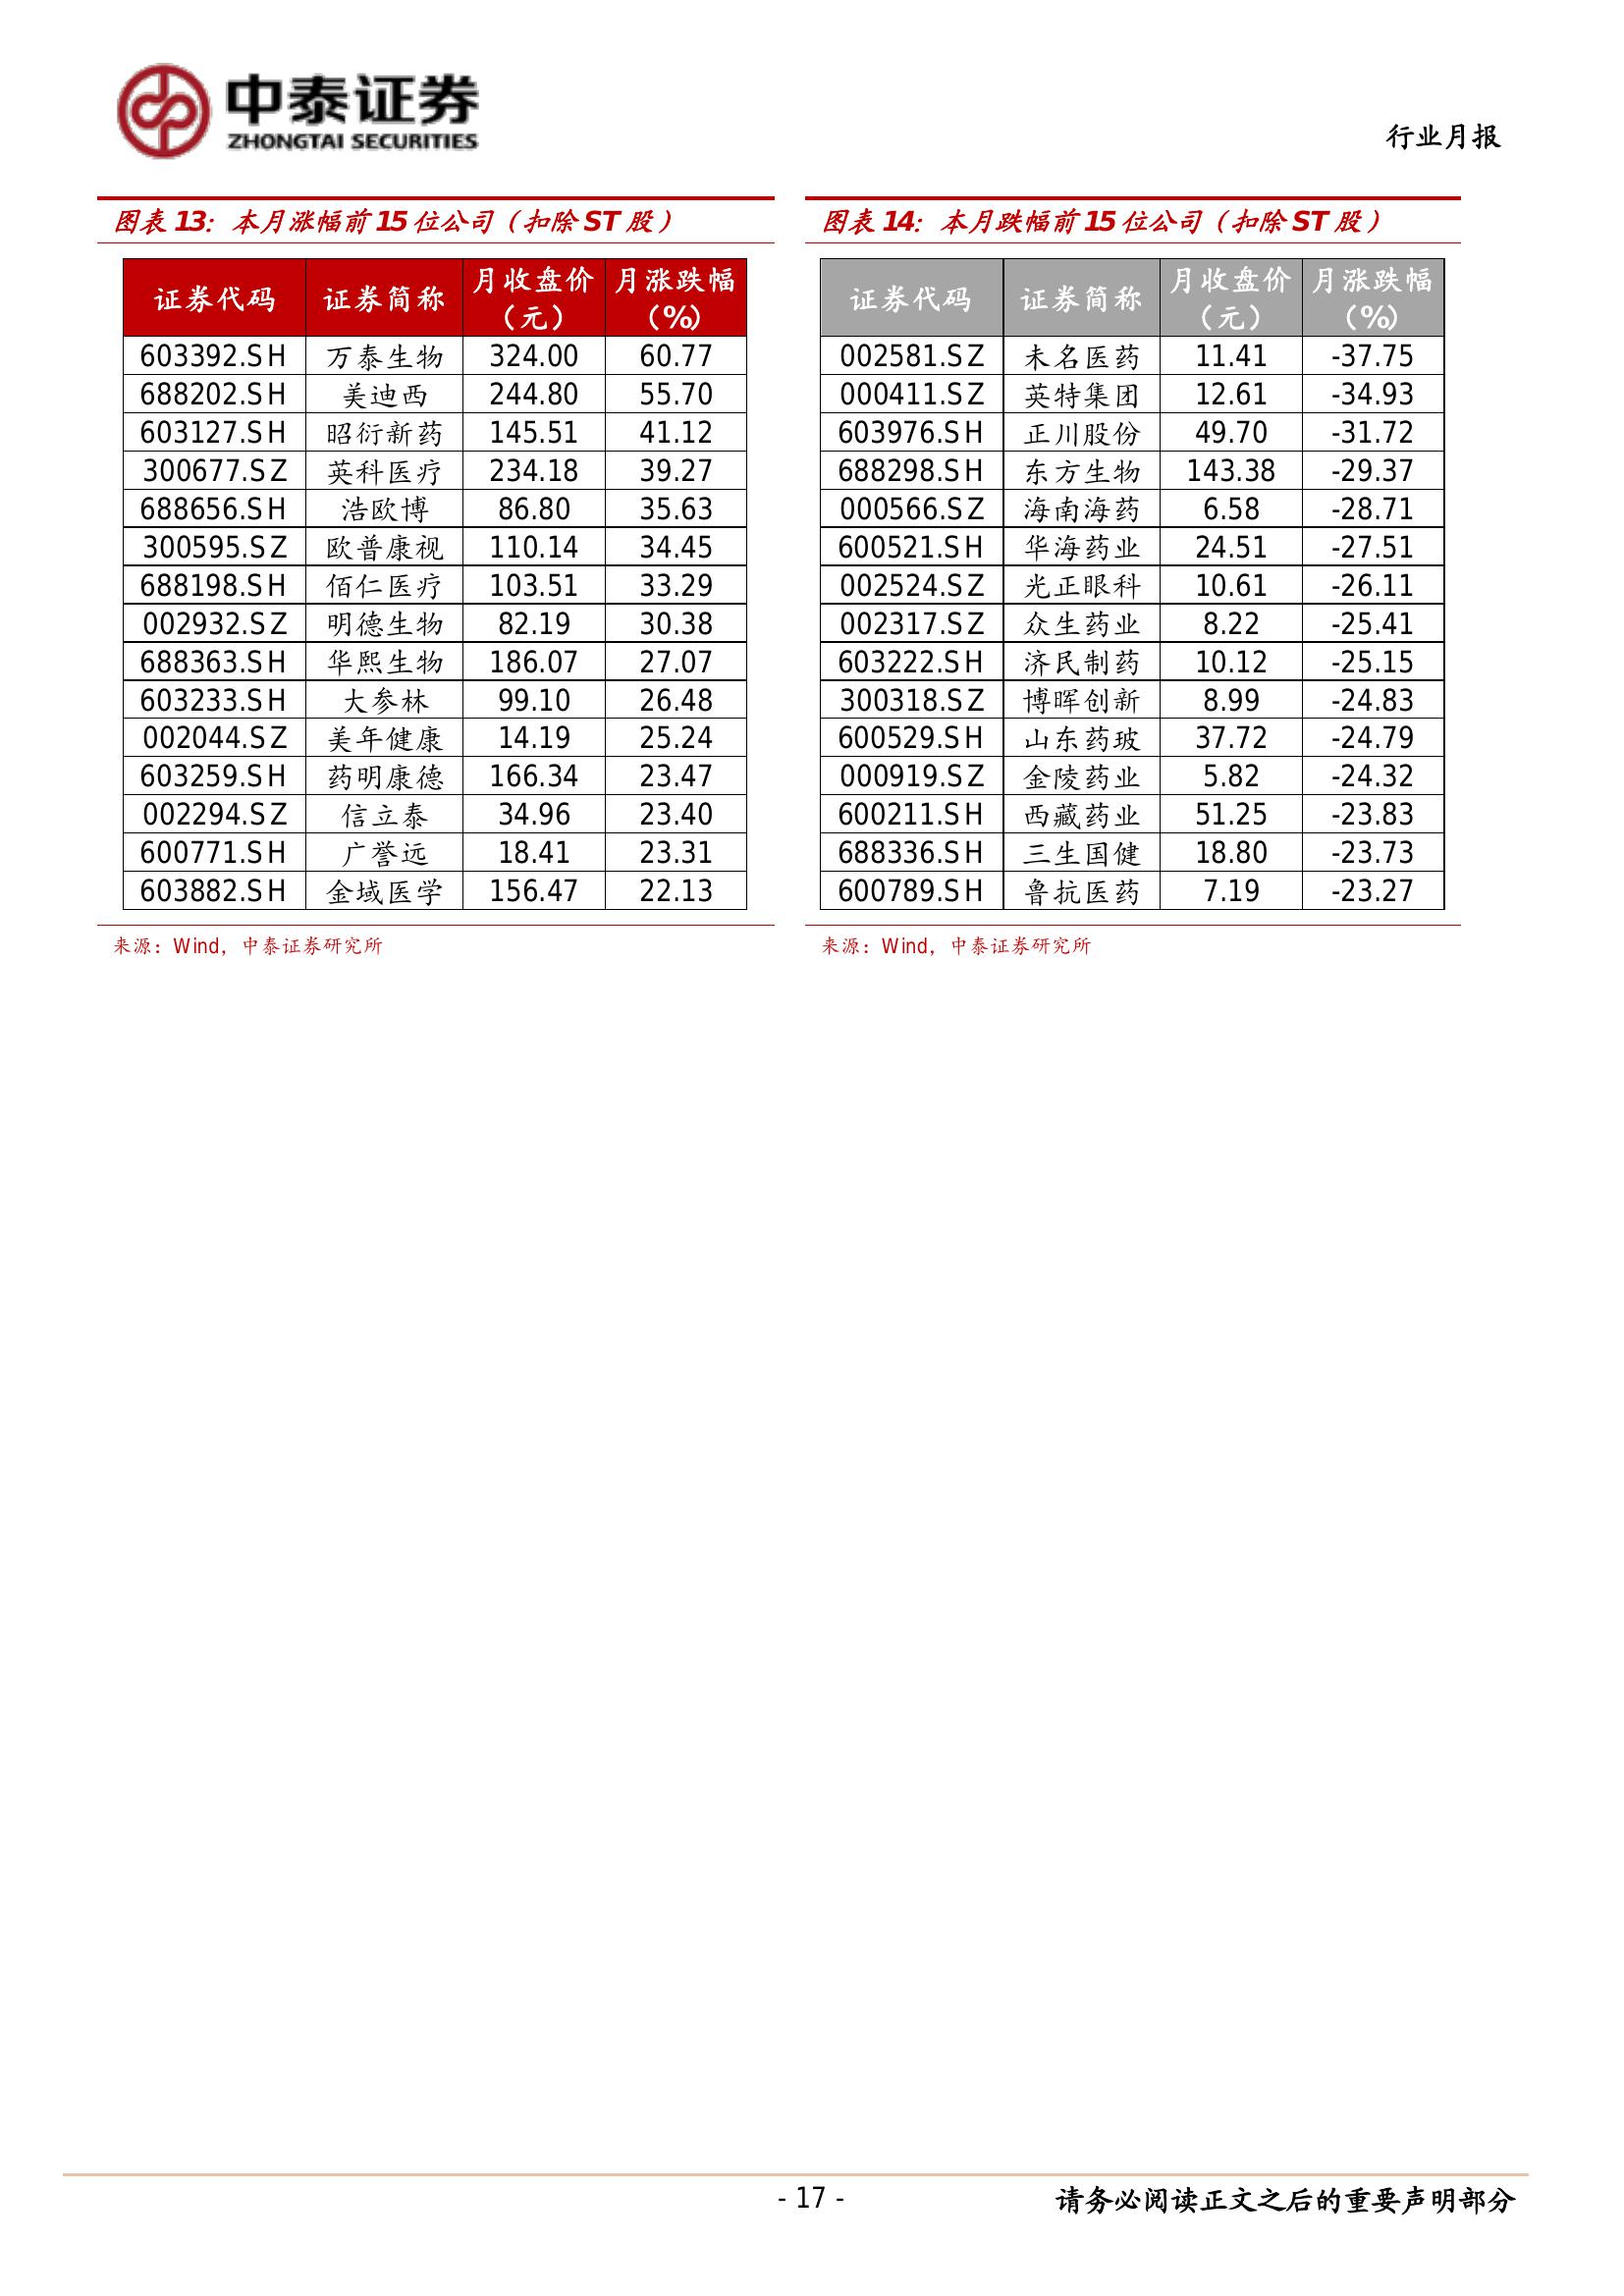 中泰证券
ZHONGTAI SECURITIES
行业月报
图表 13：本月涨幅前 15 位公司（扣除 ST 股）
证券代码 证券简称 月收盘价（元） 月涨跌幅（%）
603392.SH 万泰生物 324.00 60.77
688202.SH 美迪西 244.80 55.70
603127.SH 昭衍新药 145.51 41.12
300677.SZ 英科医疗 234.18 39.27
688656.SH 浩欧博 86.80 35.63
300595.SZ 欧普康视 110.14 34.45
688198.SH 佰仁医疗 103.51 33.29
002932.SZ 明德生物 82.19 30.38
688363.SH 华熙生物 186.07 27.07
603233.SH 大参林 99.10 26.48
002044.SZ 美年健康 14.19 25.24
603259.SH 药明康德 166.34 23.47
002294.SZ 信立泰 34.96 23.40
600771.SH 广誉远 18.41 23.31
603882.SH 金域医学 156.47 22.13
来源：Wind，中泰证券研究所
图表 14：本月跌幅前 15 位公司（扣除 ST 股）
证券代码 证券简称 月收盘价（元） 月涨跌幅（%）
002581.SZ 未名医药 11.41 -37.75
000411.SZ 英特集团 12.61 -34.93
603976.SH 正川股份 49.70 -31.72
688298.SH 东方生物 143.38 -29.37
000566.SZ 海南海药 6.58 -28.71
600521.SH 华海药业 24.51 -27.51
002524.SZ 光正眼科 10.61 -26.11
002317.SZ 众生药业 8.22 -25.41
603222.SH 济民制药 10.12 -25.15
300318.SZ 博晖创新 8.99 -24.83
600529.SH 山东药玻 37.72 -24.79
000919.SZ 金陵药业 5.82 -24.32
600211.SH 西藏药业 51.25 -23.83
688336.SH 三生国健 18.80 -23.73
600789.SH 鲁抗医药 7.19 -23.27
来源：Wind，中泰证券研究所
- 17 -
请务必阅读正文之后的重要声明部分